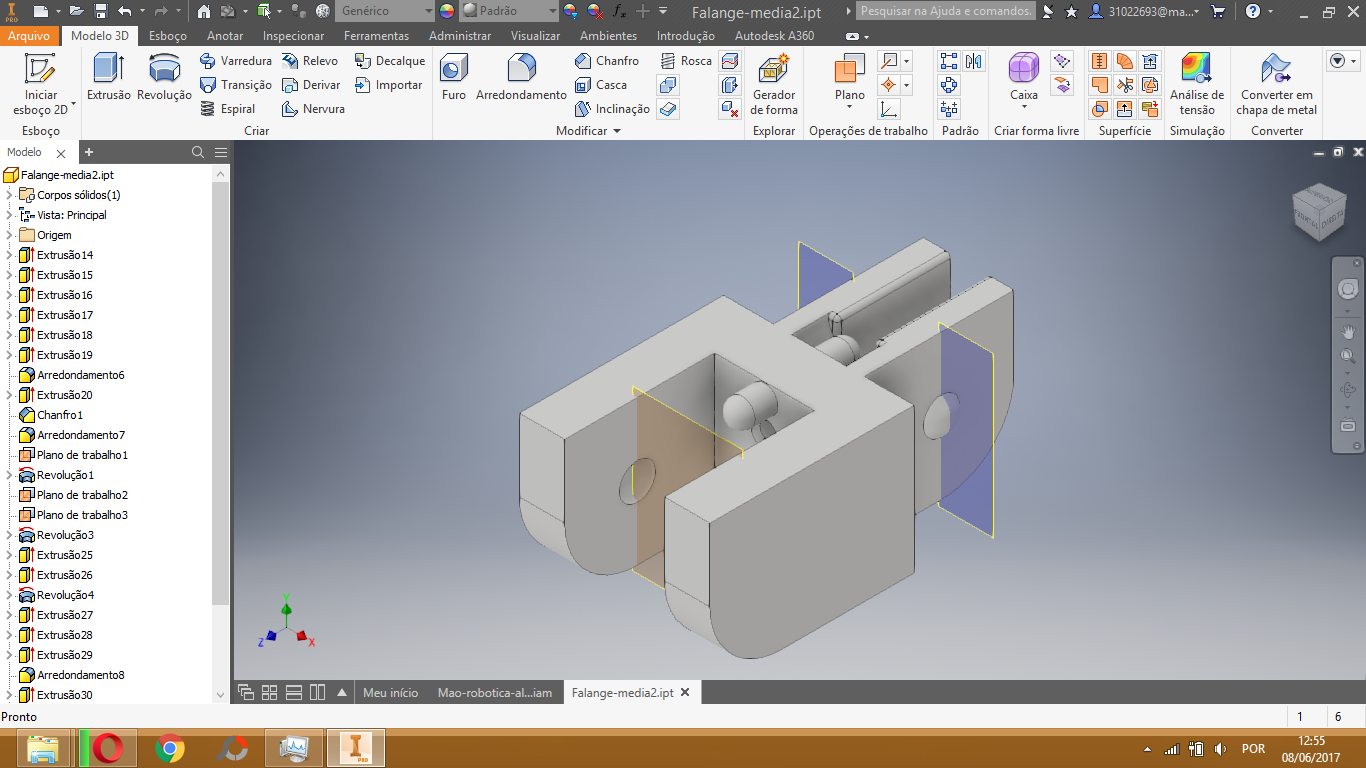 PRO
Genérico
Padrão
Falange-media2.ipt
Pesquisar na Ajuda e comandos.
31022693@ma...
Arquivo
Modelo 3D
Esboço
Anotar
Inspecionar
Ferramentas
Administrar
Visualizar
Ambientes
Introdução
Autodesk A360
Iniciar
esboço 2D
Esboço
Extrusão
Revolução
Varredura
Transição
Espiral
Relevo
Derivar
Nervura
Decalque
Importar
Criar
Furo
Arredondamento
Chanfro
Casca
Inclinação
Rosca
Modificar
Gerador
de forma
Explorar
Plano
Operações de trabalho
Padrão
Caixa
Criar forma livre
Superfície
Análise de
tensão
Simulação
Converter em
chapa de metal
Converter
Modelo
Falange-media2.ipt
Corpos sólidos(1)
Vista: Principal
Origem
Extrusão14
Extrusão15
Extrusão16
Extrusão17
Extrusão18
Extrusão19
Arredondamento6
Extrusão20
Chanfro1
Arredondamento7
Plano de trabalho1
Revolução1
Plano de trabalho2
Plano de trabalho3
Revolução3
Extrusão25
Extrusão26
Revolução4
Extrusão27
Extrusão28
Extrusão29
Arredondamento8
Extrusão30
FRONTAL
DIREITA
Y
Z
X
Meu início
Mao-robotica-al...iam
Falange-media2.ipt
Pronto
1
6
PRO
POR
12:55
08/06/2017